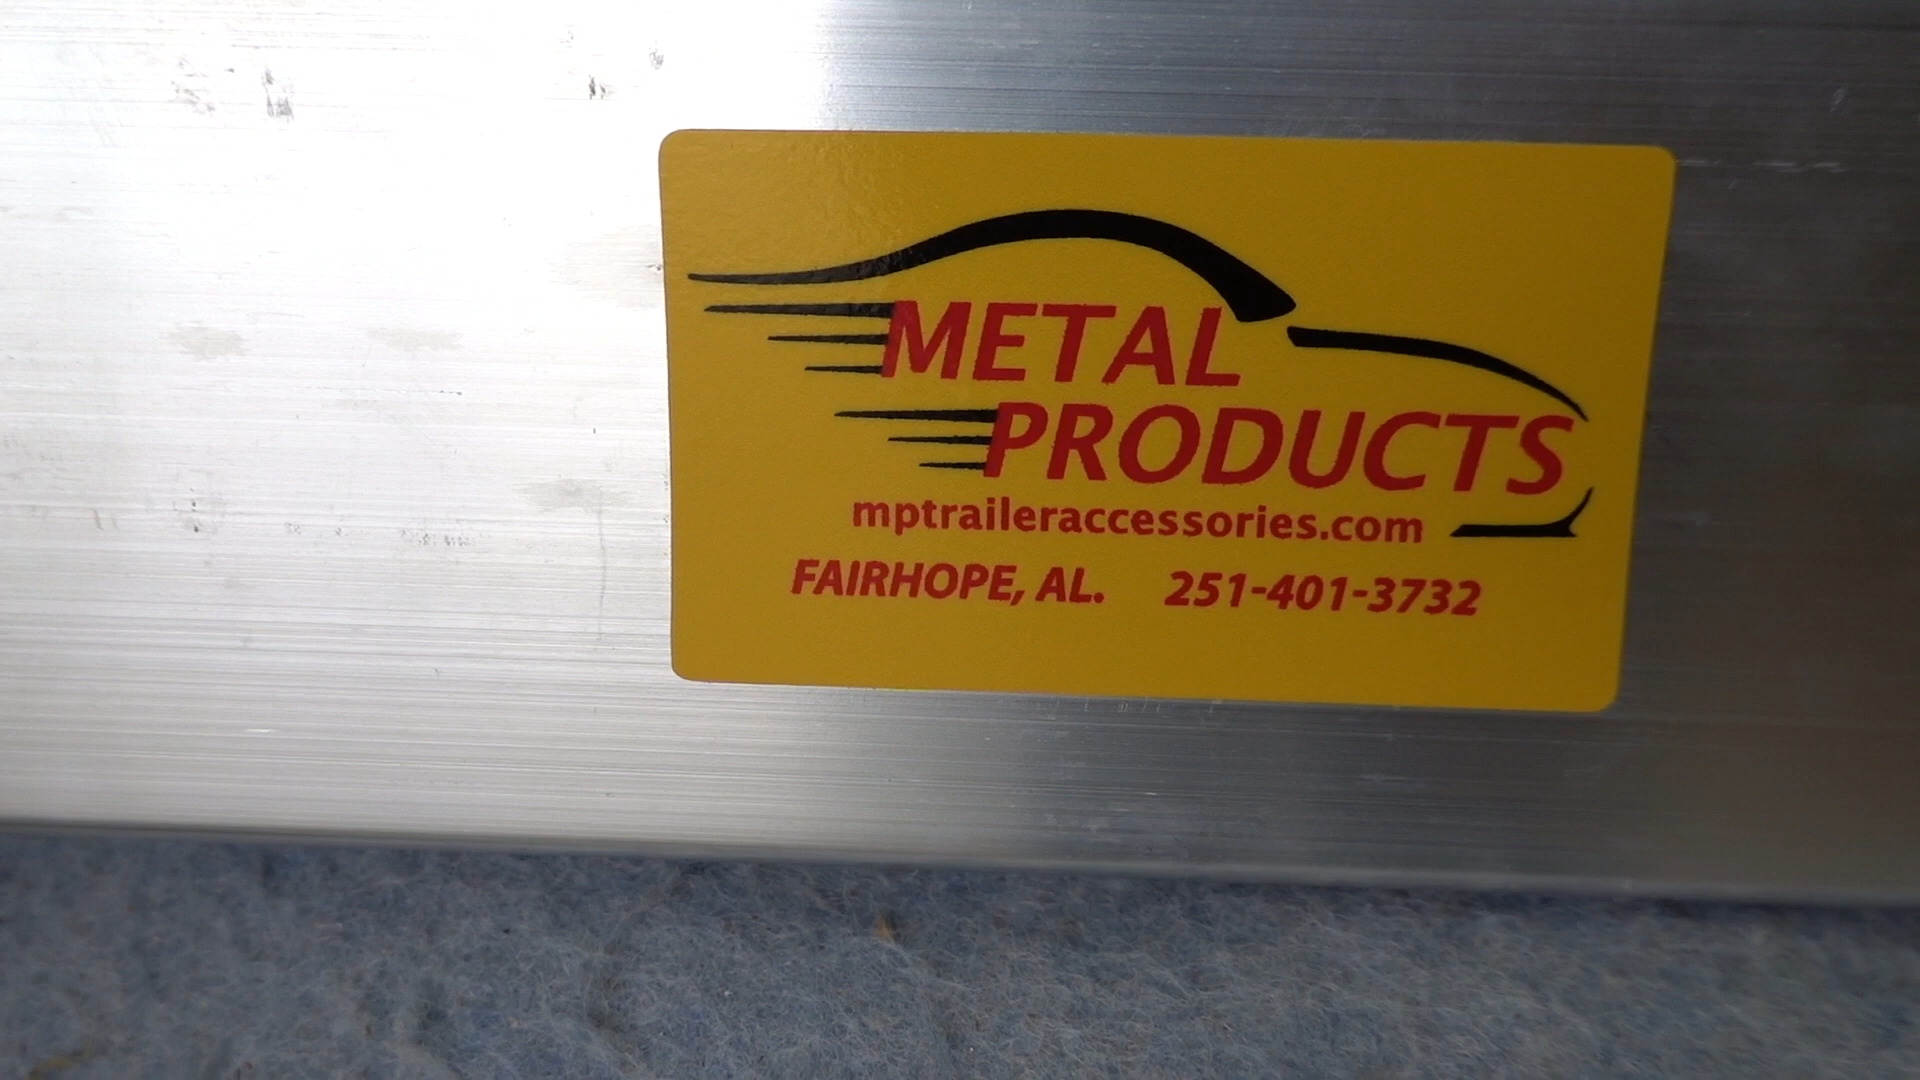 METAL
PRODUCTS
mptraileraccessories.com
FAIRHOPE, AL. 251-401-3732